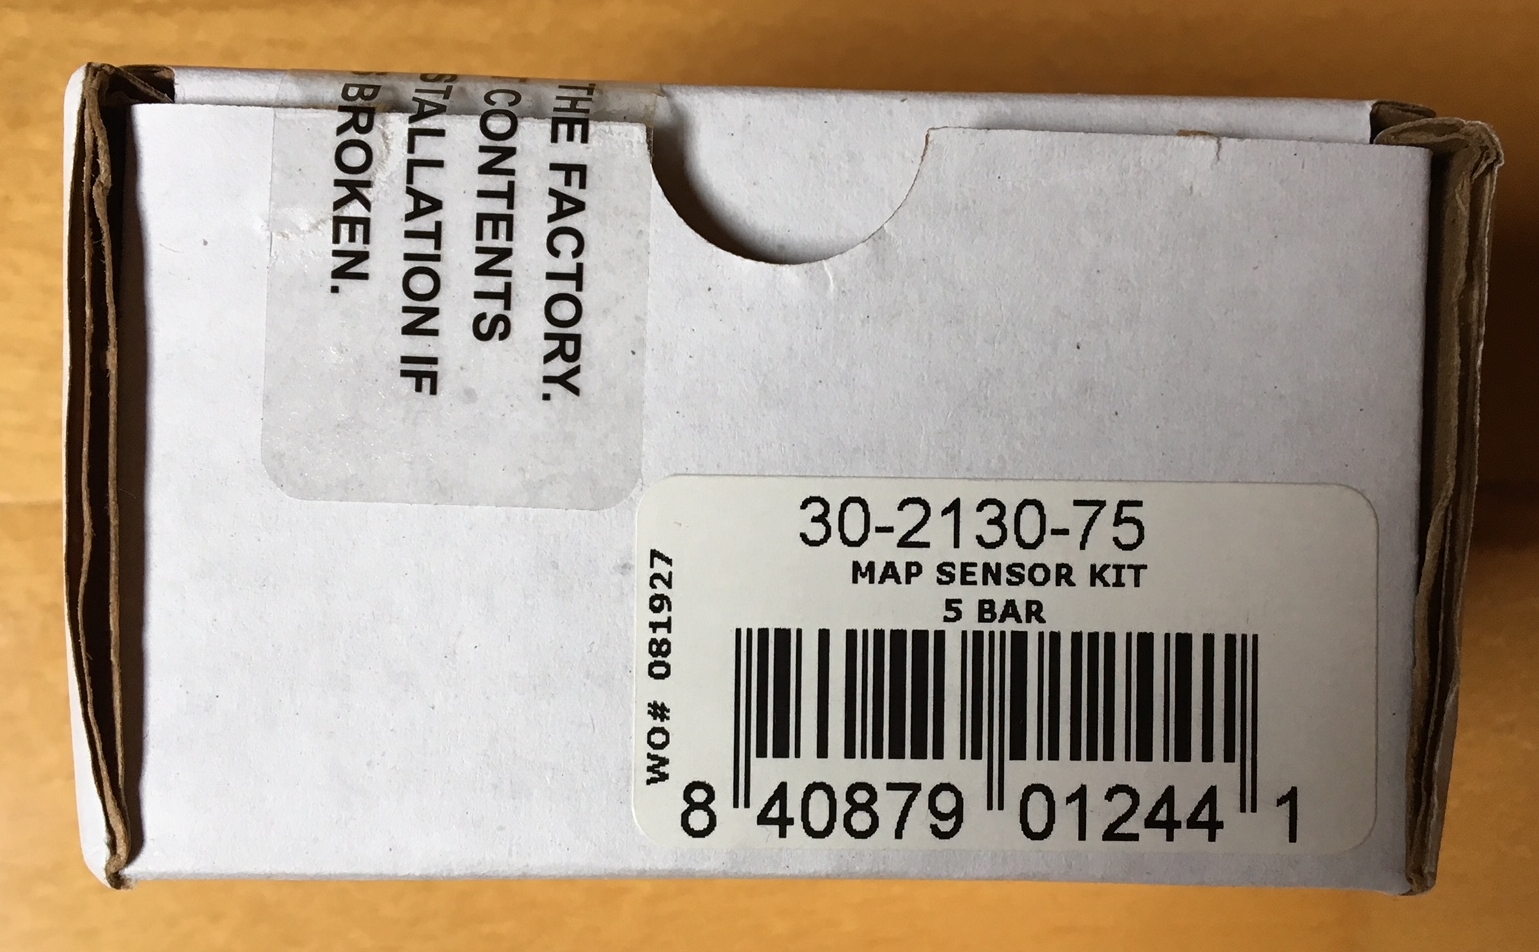 THE FACTORY.
CONTENTS
STALLATION IF
BROKEN.
30-2130-75
MAP SENSOR KIT
5 BAR
WO# 081927
8 40879 01244 1